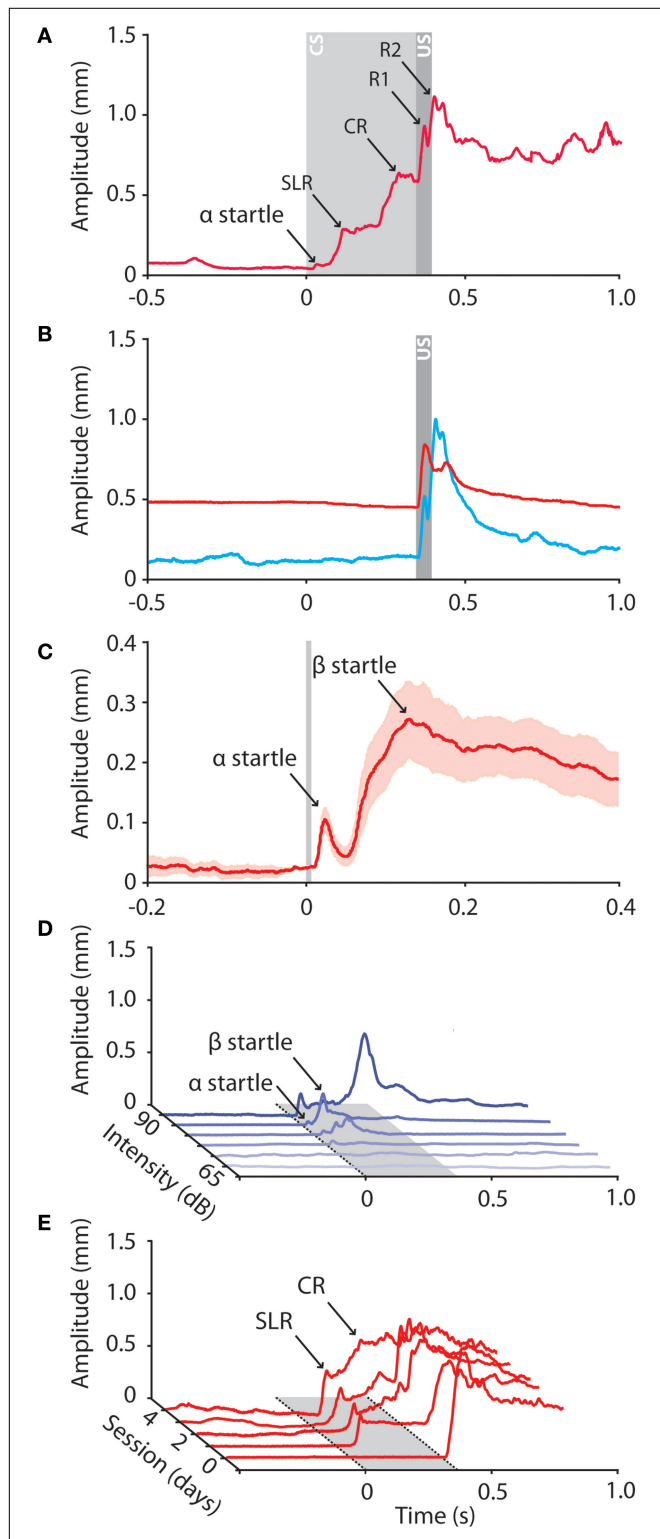 A
Amplitude (mm)
1.5
1.0
0.5
0
CS
US
R2
R1
CR
SLR
α startle
-0.5
0
0.5
1.0
B
Amplitude (mm)
1.5
1.0
0.5
0
US
-0.5
0
0.5
1.0
C
Amplitude (mm)
0.4
0.3
0.2
0.1
0
β startle
α startle
-0.2
0
0.2
0.4
D
Amplitude (mm)
1.5
1.0
0.5
0
β startle
α startle
90
65
Intensity (dB)
0
0.5
1.0
E
Amplitude (mm)
1.5
1.0
0.5
0
CR
SLR
4
2
0
Session (days)
0
0.5
1.0
Time (s)